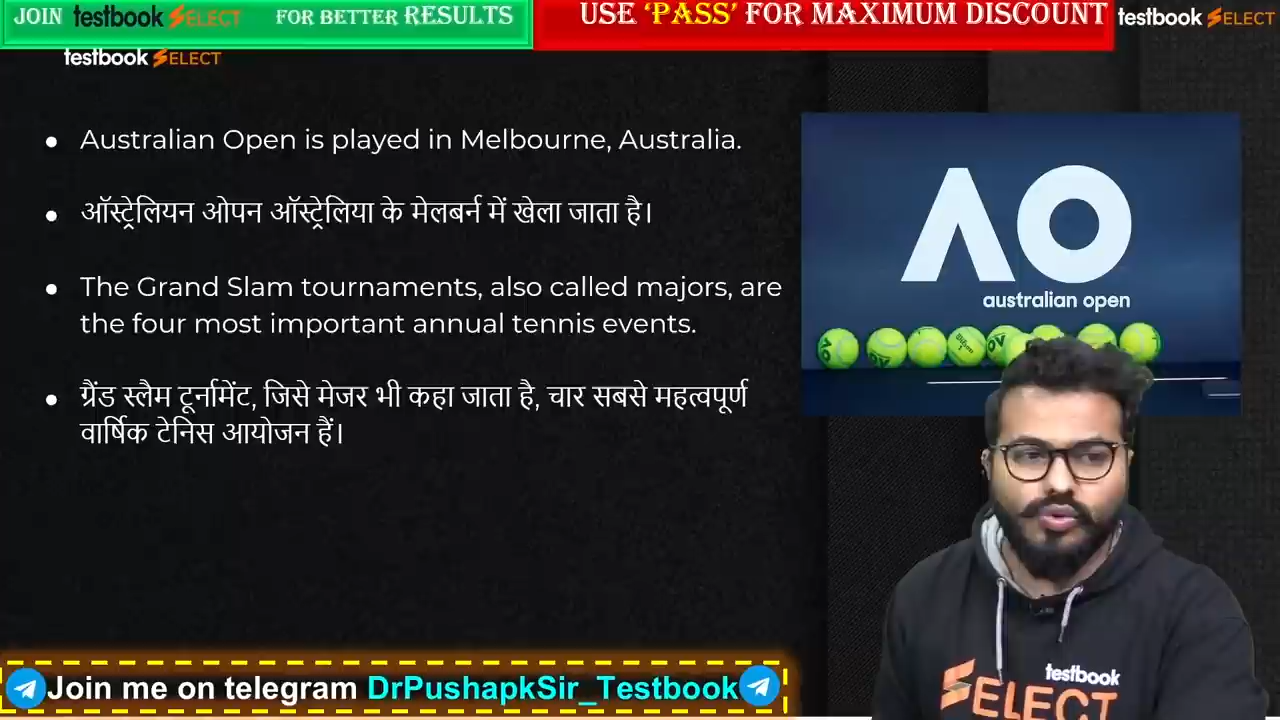 JOIN testbook SELECT FOR BETTER RESULTS
USE ‘PASS’ FOR MAXIMUM DISCOUNT
testbook SELECT
testbook SELECT
• Australian Open is played in Melbourne, Australia.
• ऑस्ट्रेलियन ओपन ऑस्ट्रेलिया के मेलबर्न में खेला जाता है।
• The Grand Slam tournaments, also called majors, are
the four most important annual tennis events.
• ग्रैंड स्लैम टूर्नामेंट, जिसे मेजर भी कहा जाता है, चार सबसे महत्वपूर्ण
वार्षिक टेनिस आयोजन हैं।
AO
australian open
Wilson
testbook
SELECT
Join me on telegram DrPushapkSir_Testbook